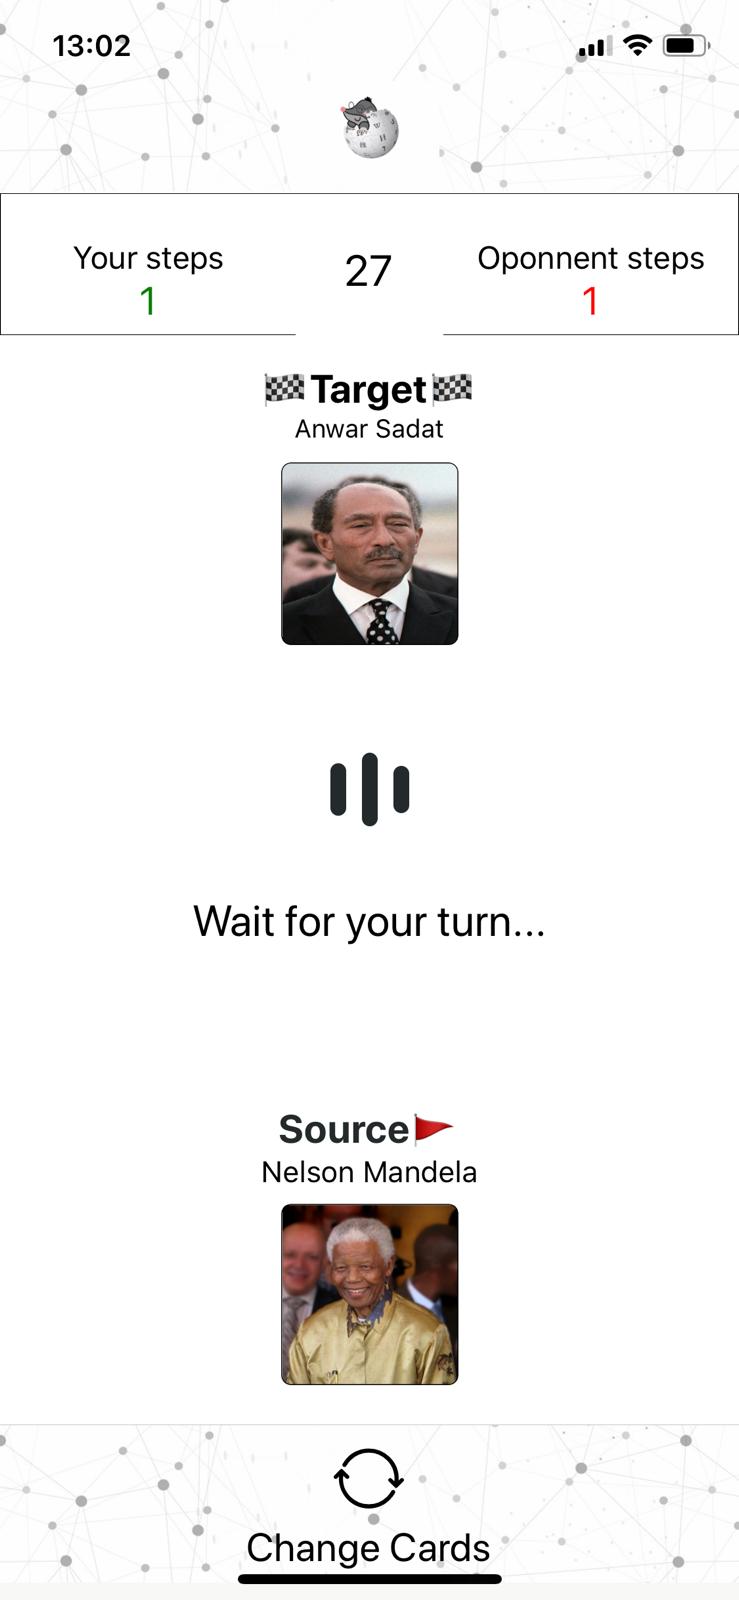 13:02
Your steps
1
27
Oponnent steps
1
Target
Anwar Sadat
Wait for your turn...
Source
Nelson Mandela
Change Cards